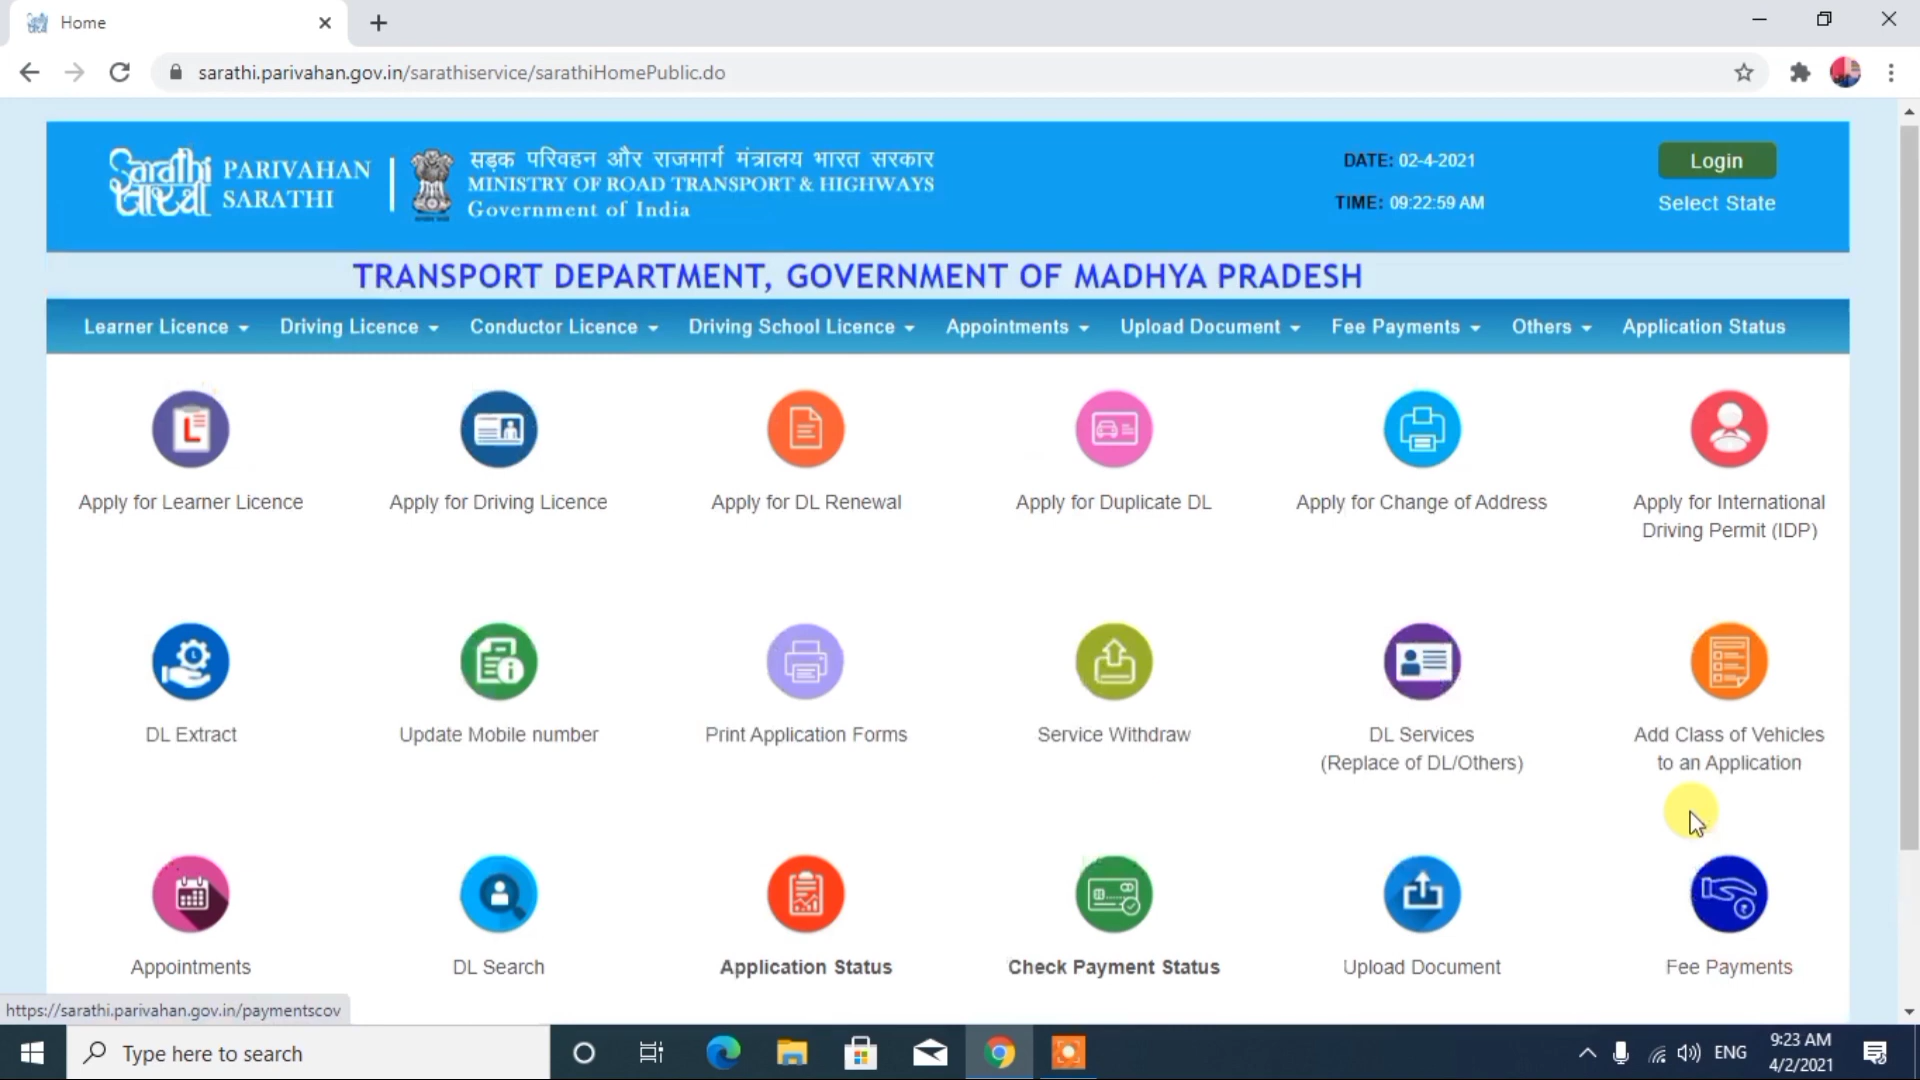 Home
sarathi.parivahan.gov.in/sarathiservice/sarathiHomePublic.do
Sarathi
PARIVAHAN
SARATHI
सड़क परिवहन और राजमार्ग मंत्रालय भारत सरकार
MINISTRY OF ROAD TRANSPORT & HIGHWAYS
Government of India
DATE: 02-4-2021
TIME: 09:22:59 AM
Login
Select State
TRANSPORT DEPARTMENT, GOVERNMENT OF MADHYA PRADESH
Learner Licence Driving Licence Conductor Licence Driving School Licence Appointments Upload Document Fee Payments Others Application Status
L
Apply for Learner Licence
Apply for Driving Licence
Apply for DL Renewal
Apply for Duplicate DL
Apply for Change of Address
Apply for International
Driving Permit (IDP)
DL Extract
Update Mobile number
Print Application Forms
Service Withdraw
DL Services
(Replace of DL/Others)
Add Class of Vehicles
to an Application
Appointments
DL Search
Application Status
Check Payment Status
Upload Document
Fee Payments
https://sarathi.parivahan.gov.in/paymentscov
Type here to search
ENG
9:23 AM
4/2/2021